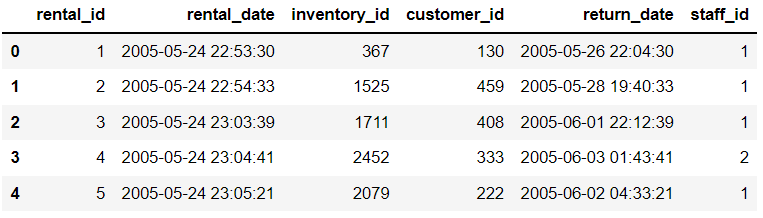 rental_id rental_date inventory_id customer_id return_date staff_id
0 1 2005-05-24 22:53:30 367 130 2005-05-26 22:04:30 1
1 2 2005-05-24 22:54:33 1525 459 2005-05-28 19:40:33 1
2 3 2005-05-24 23:03:39 1711 408 2005-06-01 22:12:39 1
3 4 2005-05-24 23:04:41 2452 333 2005-06-03 01:43:41 2
4 5 2005-05-24 23:05:21 2079 222 2005-06-02 04:33:21 1